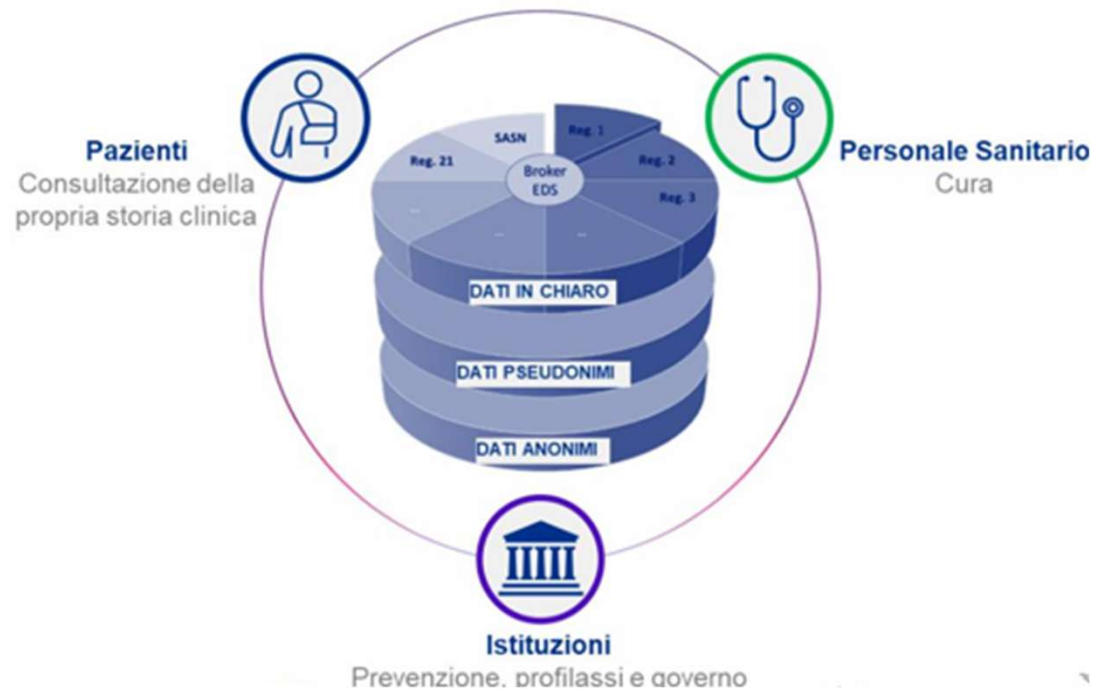 Pazienti
Consultazione della
propria storia clinica
Personale Sanitario
Cura
SASN
Reg. 1
Reg. 21
Reg. 2
Broker
EDS
Reg. 3
...
...
...
DATI IN CHIARO
DATI PSEUDONIMI
DATI ANONIMI
Istituzioni
Prevenzione, profilassi e governo